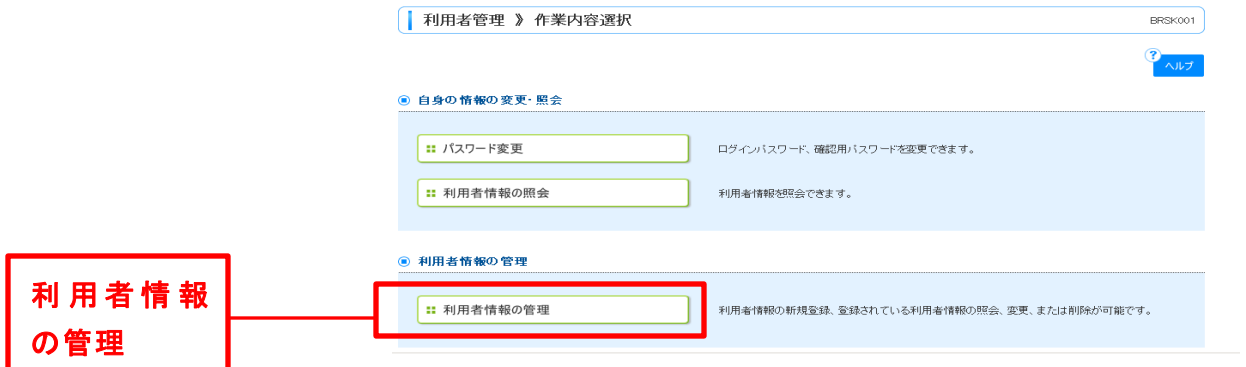 利用者管理 》 作業内容選択
BRSK001
?
ヘルプ
自身の情報の変更・照会
パスワード変更
ログインパスワード、確認用パスワードを変更できます。
利用者情報の照会
利用者情報を照会できます。
利用者情報の管理
利用者情報の管理
利用者情報の新規登録、登録されている利用者情報の照会、変更、または削除が可能です。
利用者情報
の管理